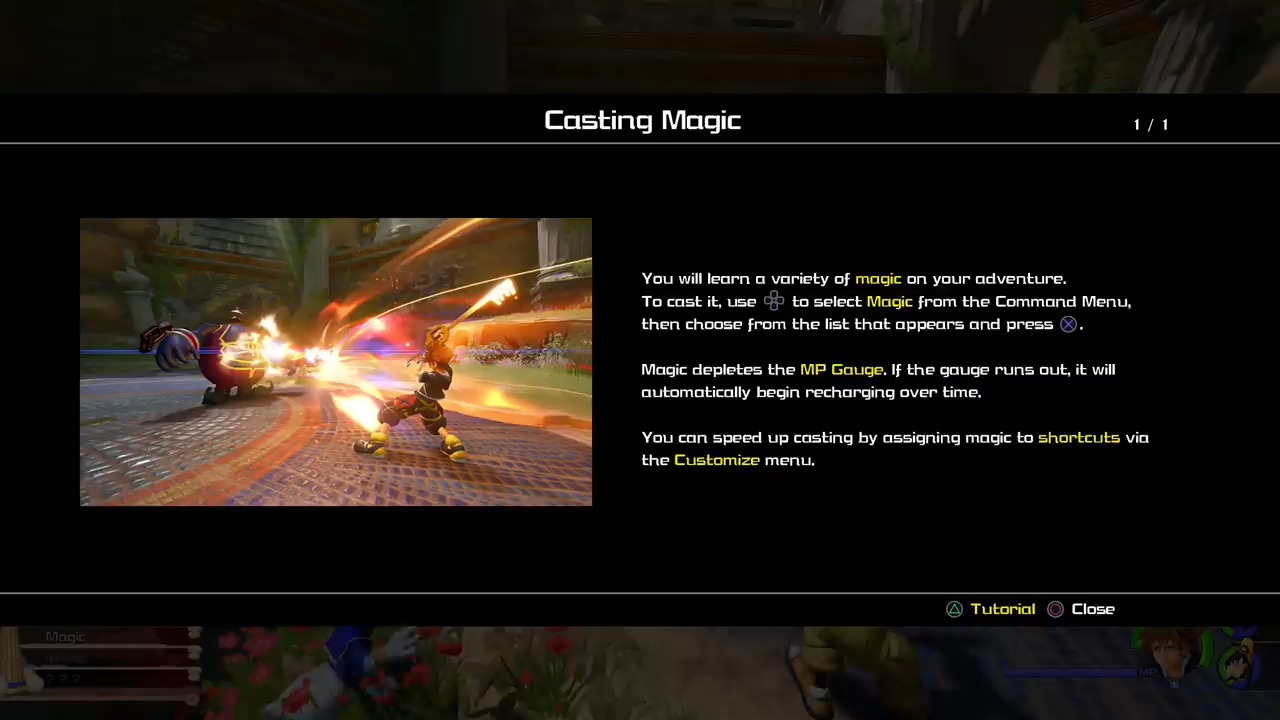 Casting Magic
1 / 1
You will learn a variety of magic on your adventure.
To cast it, use to select Magic from the Command Menu,
then choose from the list that appears and press .
Magic depletes the MP Gauge. If the gauge runs out, it will
automatically begin recharging over time.
You can speed up casting by assigning magic to shortcuts via
the Customize menu.
Tutorial Close
Magic
? ? ?
MP